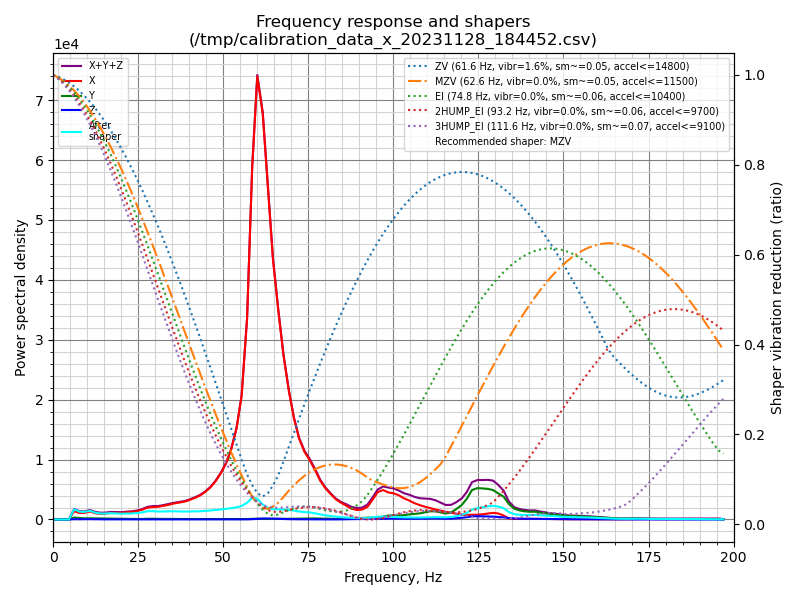 Frequency response and shapers
(/tmp/calibration_data_x_20231128_184452.csv)
1e4
X+Y+Z
X
Y
Z
After
shaper
ZV (61.6 Hz, vibr=1.6%, sm~=0.05, accel<=14800)
MZV (62.6 Hz, vibr=0.0%, sm~=0.05, accel<=11500)
EI (74.8 Hz, vibr=0.0%, sm~=0.06, accel<=10400)
2HUMP_EI (93.2 Hz, vibr=0.0%, sm~=0.06, accel<=9700)
3HUMP_EI (111.6 Hz, vibr=0.0%, sm~=0.07, accel<=9100)
Recommended shaper: MZV
Power spectral density
7
6
5
4
3
2
1
0
1.0
0.8
0.6
0.4
0.2
0.0
Shaper vibration reduction (ratio)
0 25 50 75 100 125 150 175 200
Frequency, Hz